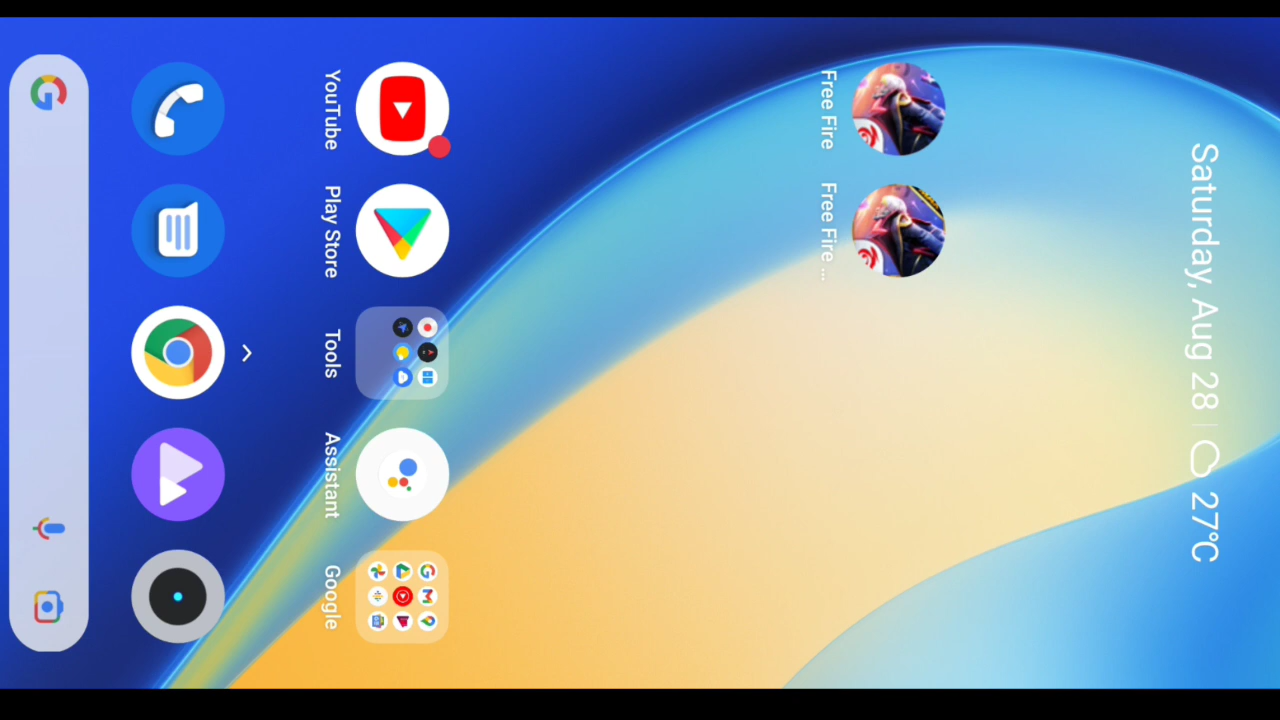 Saturday, Aug 28 | 27°C
Free Fire
Free Fire ...
YouTube
Play Store
Tools
Assistant
Google